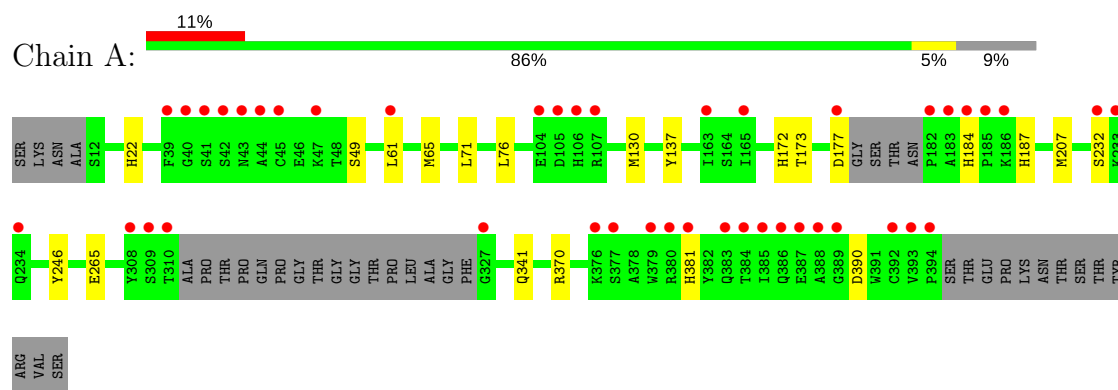 11%
Chain A:
86% 5% 9%
SER LYS ASN ALA S12 H22 F39 G40 S41 S42 N43 A44 C45 E46 K47 T48 S49 L61 M65 L71 L76 E104 D105 H106 R107 M130 Y137 I163 S164 I165 H172 T173 D177 GLY SER THR ASN P182 A183 H184 P185 K186 H187 M207 S232
Q234 Y246 E265 Y308 S309 T310 ALA PRO THR PRO GLN PRO GLY THR GLY GLY THR PRO LEU ALA GLY PHE G327 Q341 R370 K376 S377 A378 W379 R380 H381 Y382 Q383 T384 I385 Q386 E387 A388 G389 D390 W391 C392 V393 P394 SER THR GLU PRO LYS ASN THR SER THR
ARG VAL SER